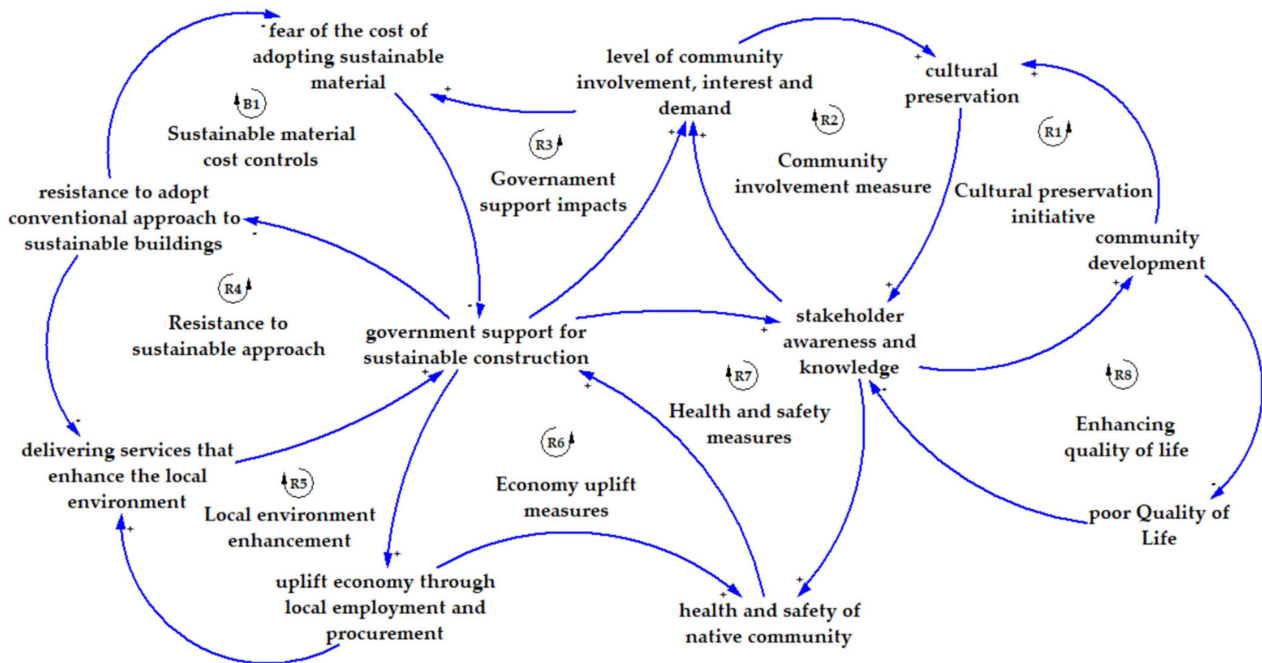 fear of the cost of
adopting sustainable
material
level of community
involvement, interest and
demand
cultural
preservation
B1
Sustainable material
cost controls
R3
Governament
support impacts
R2
Community
involvement measure
R1
Cultural preservation
initiative
resistance to adopt
conventional approach to
sustainable buildings
community
development
R4
Resistance to
sustainable approach
government support for
sustainable construction
stakeholder
awareness and
knowledge
R7
Health and safety
measures
R8
Enhancing
quality of life
delivering services that
enhance the local
environment
R5
Local environment
enhancement
R6
Economy uplift
measures
poor Quality of
Life
uplift economy through
local employment and
procurement
health and safety of
native community